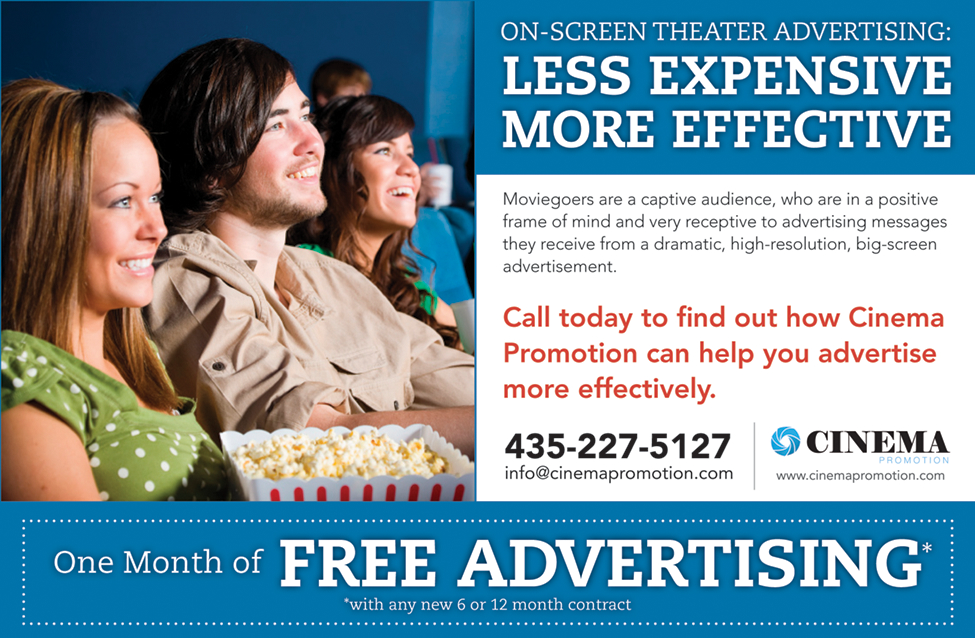 ON-SCREEN THEATER ADVERTISING:
LESS EXPENSIVE
MORE EFFECTIVE
Moviegoers are a captive audience, who are in a positive
frame of mind and very receptive to advertising messages
they receive from a dramatic, high-resolution, big-screen
advertisement.
Call today to find out how Cinema
Promotion can help you advertise
more effectively.
435-227-5127
info@cinemapromotion.com
CINEMA
PROMOTION
www.cinemapromotion.com
One Month of FREE ADVERTISING*
*with any new 6 or 12 month contract